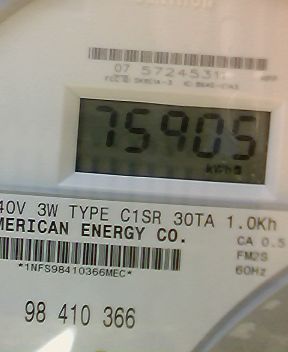 07 5724531
75905
kWhs
40V 3W TYPE C1SR 30TA 1.0Kh
MERICAN ENERGY CO.
CA 0.5
*1NFS98410366MEC*
FM2S
60Hz
98 410 366